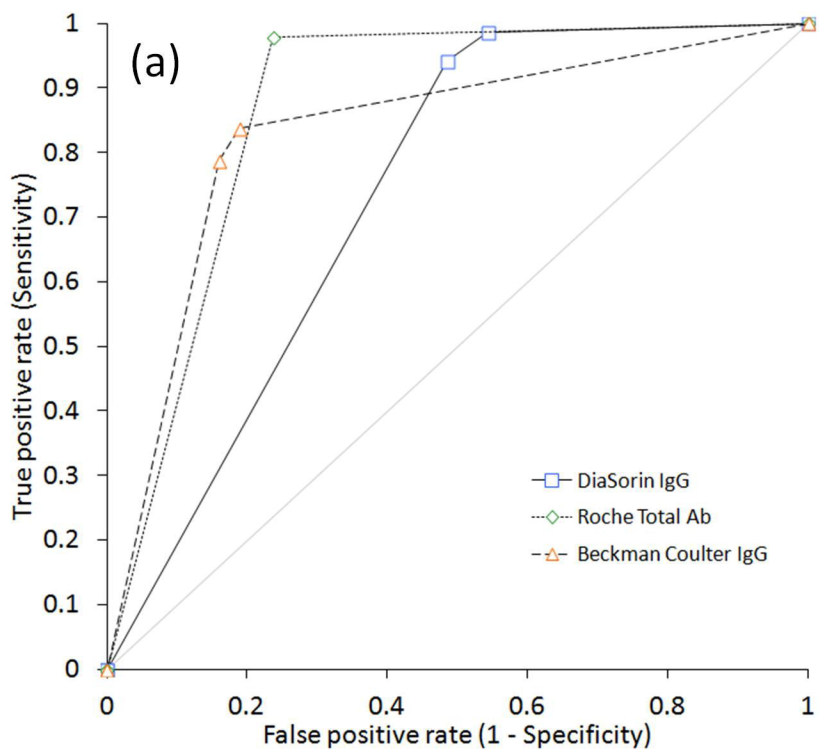 (a)
True positive rate (Sensitivity)
1
0.9
0.8
0.7
0.6
0.5
0.4
0.3
0.2
0.1
0
DiaSorin IgG
Roche Total Ab
Beckman Coulter IgG
0 0.2 0.4 0.6 0.8 1
False positive rate (1 - Specificity)